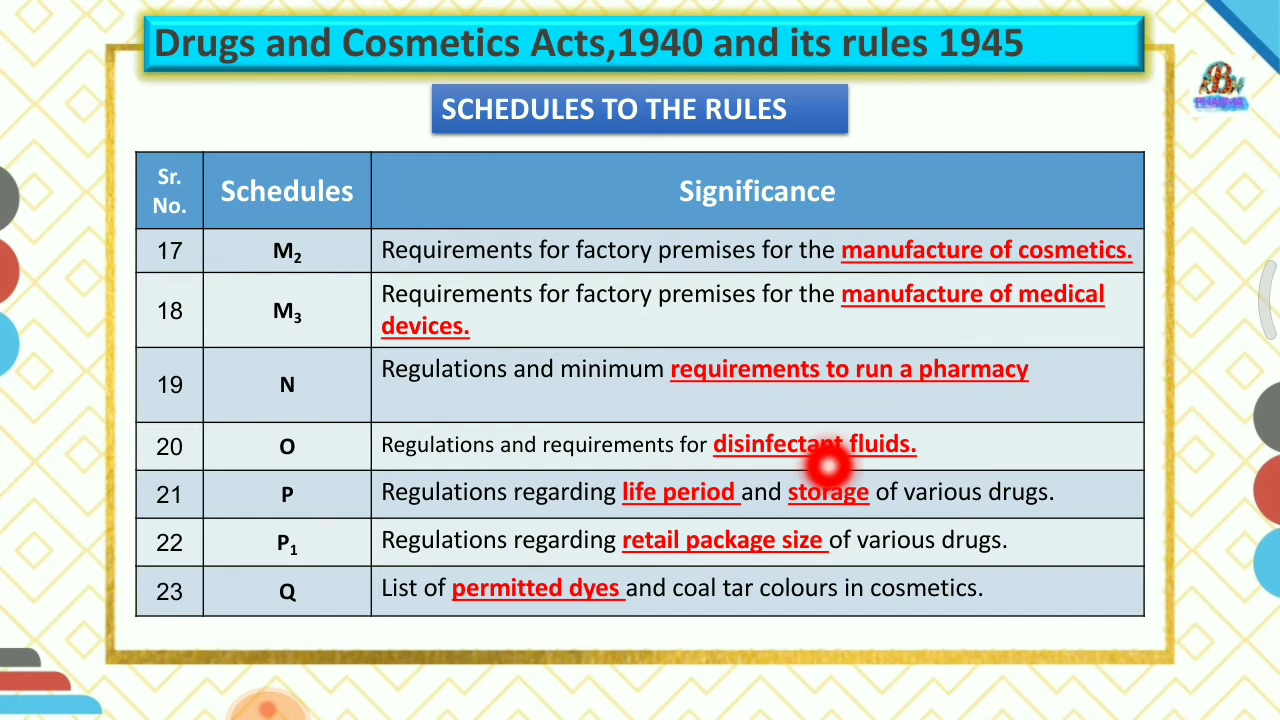 Drugs and Cosmetics Acts,1940 and its rules 1945
PHARMA
SCHEDULES TO THE RULES
Sr. No. Schedules Significance
17 M₂ Requirements for factory premises for the manufacture of cosmetics.
18 M₃ Requirements for factory premises for the manufacture of medical
devices.
19 N Regulations and minimum requirements to run a pharmacy
20 O Regulations and requirements for disinfectant fluids.
21 P Regulations regarding life period and storage of various drugs.
22 P₁ Regulations regarding retail package size of various drugs.
23 Q List of permitted dyes and coal tar colours in cosmetics.